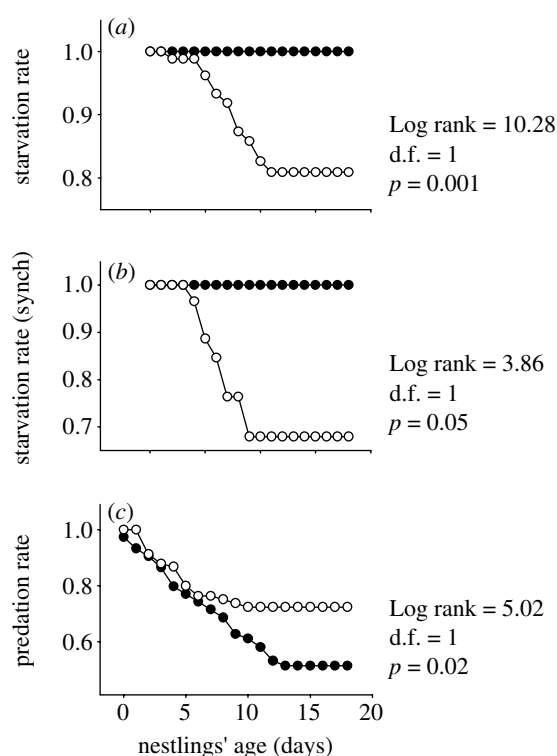 (a)
starvation rate
1.0
0.9
0.8
Log rank = 10.28
d.f. = 1
p = 0.001
(b)
starvation rate (synch)
1.0
0.9
0.8
0.7
Log rank = 3.86
d.f. = 1
p = 0.05
(c)
predation rate
1.0
0.8
0.6
Log rank = 5.02
d.f. = 1
p = 0.02
0 5 10 15 20
nestlings' age (days)